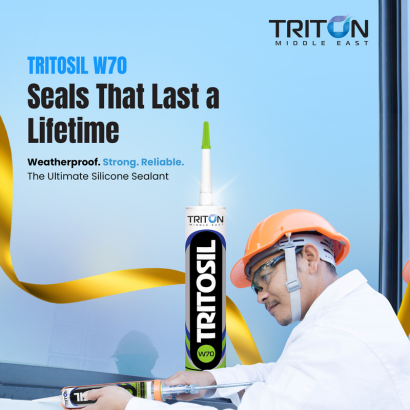 TRITON
MIDDLE EAST
TRITOSIL W70
Seals That Last a
Lifetime
Weatherproof. Strong. Reliable.
The Ultimate Silicone Sealant
TRITON
MIDDLE EAST
TRITOSIL
W70